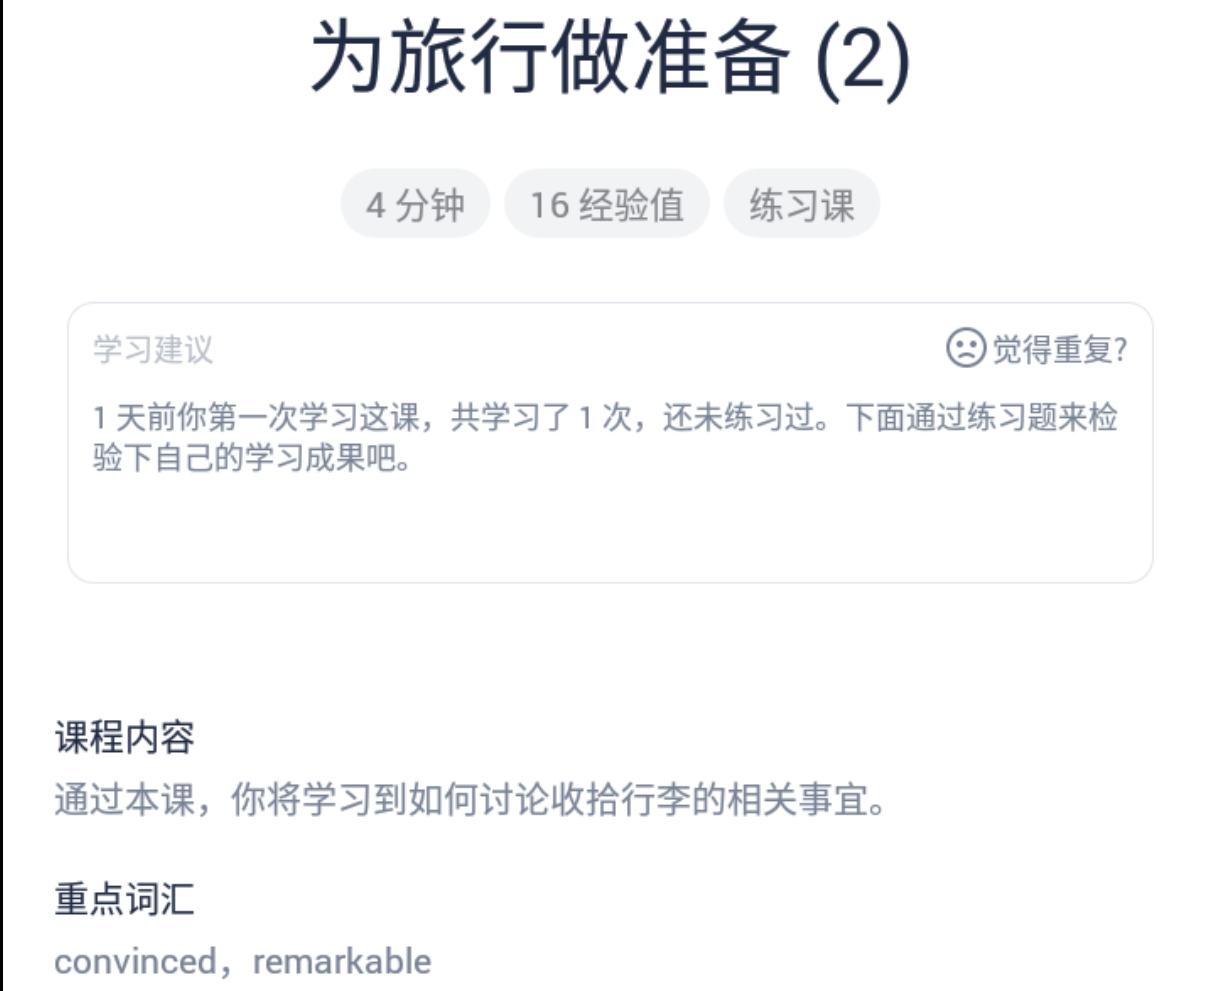 为旅行做准备 (2)
4 分钟
16 经验值
练习课
学习建议
觉得重复?
1 天前你第一次学习这课，共学习了 1 次，还未练习过。下面通过练习题来检
验下自己的学习成果吧。
课程内容
通过本课，你将学习到如何讨论收拾行李的相关事宜。
重点词汇
convinced，remarkable